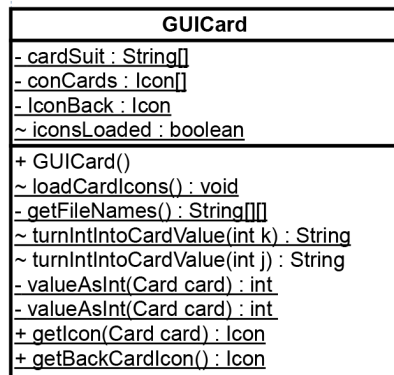 GUICard
- cardSuit : String[]
- conCards : Icon[]
- IconBack : Icon
~ iconsLoaded : boolean
+ GUICard()
~ loadCardIcons() : void
- getFileNames() : String[][]
~ turnIntIntoCardValue(int k) : String
~ turnIntIntoCardValue(int j) : String
- valueAsInt(Card card) : int
- valueAsInt(Card card) : int
+ getIcon(Card card) : Icon
+ getBackCardIcon() : Icon